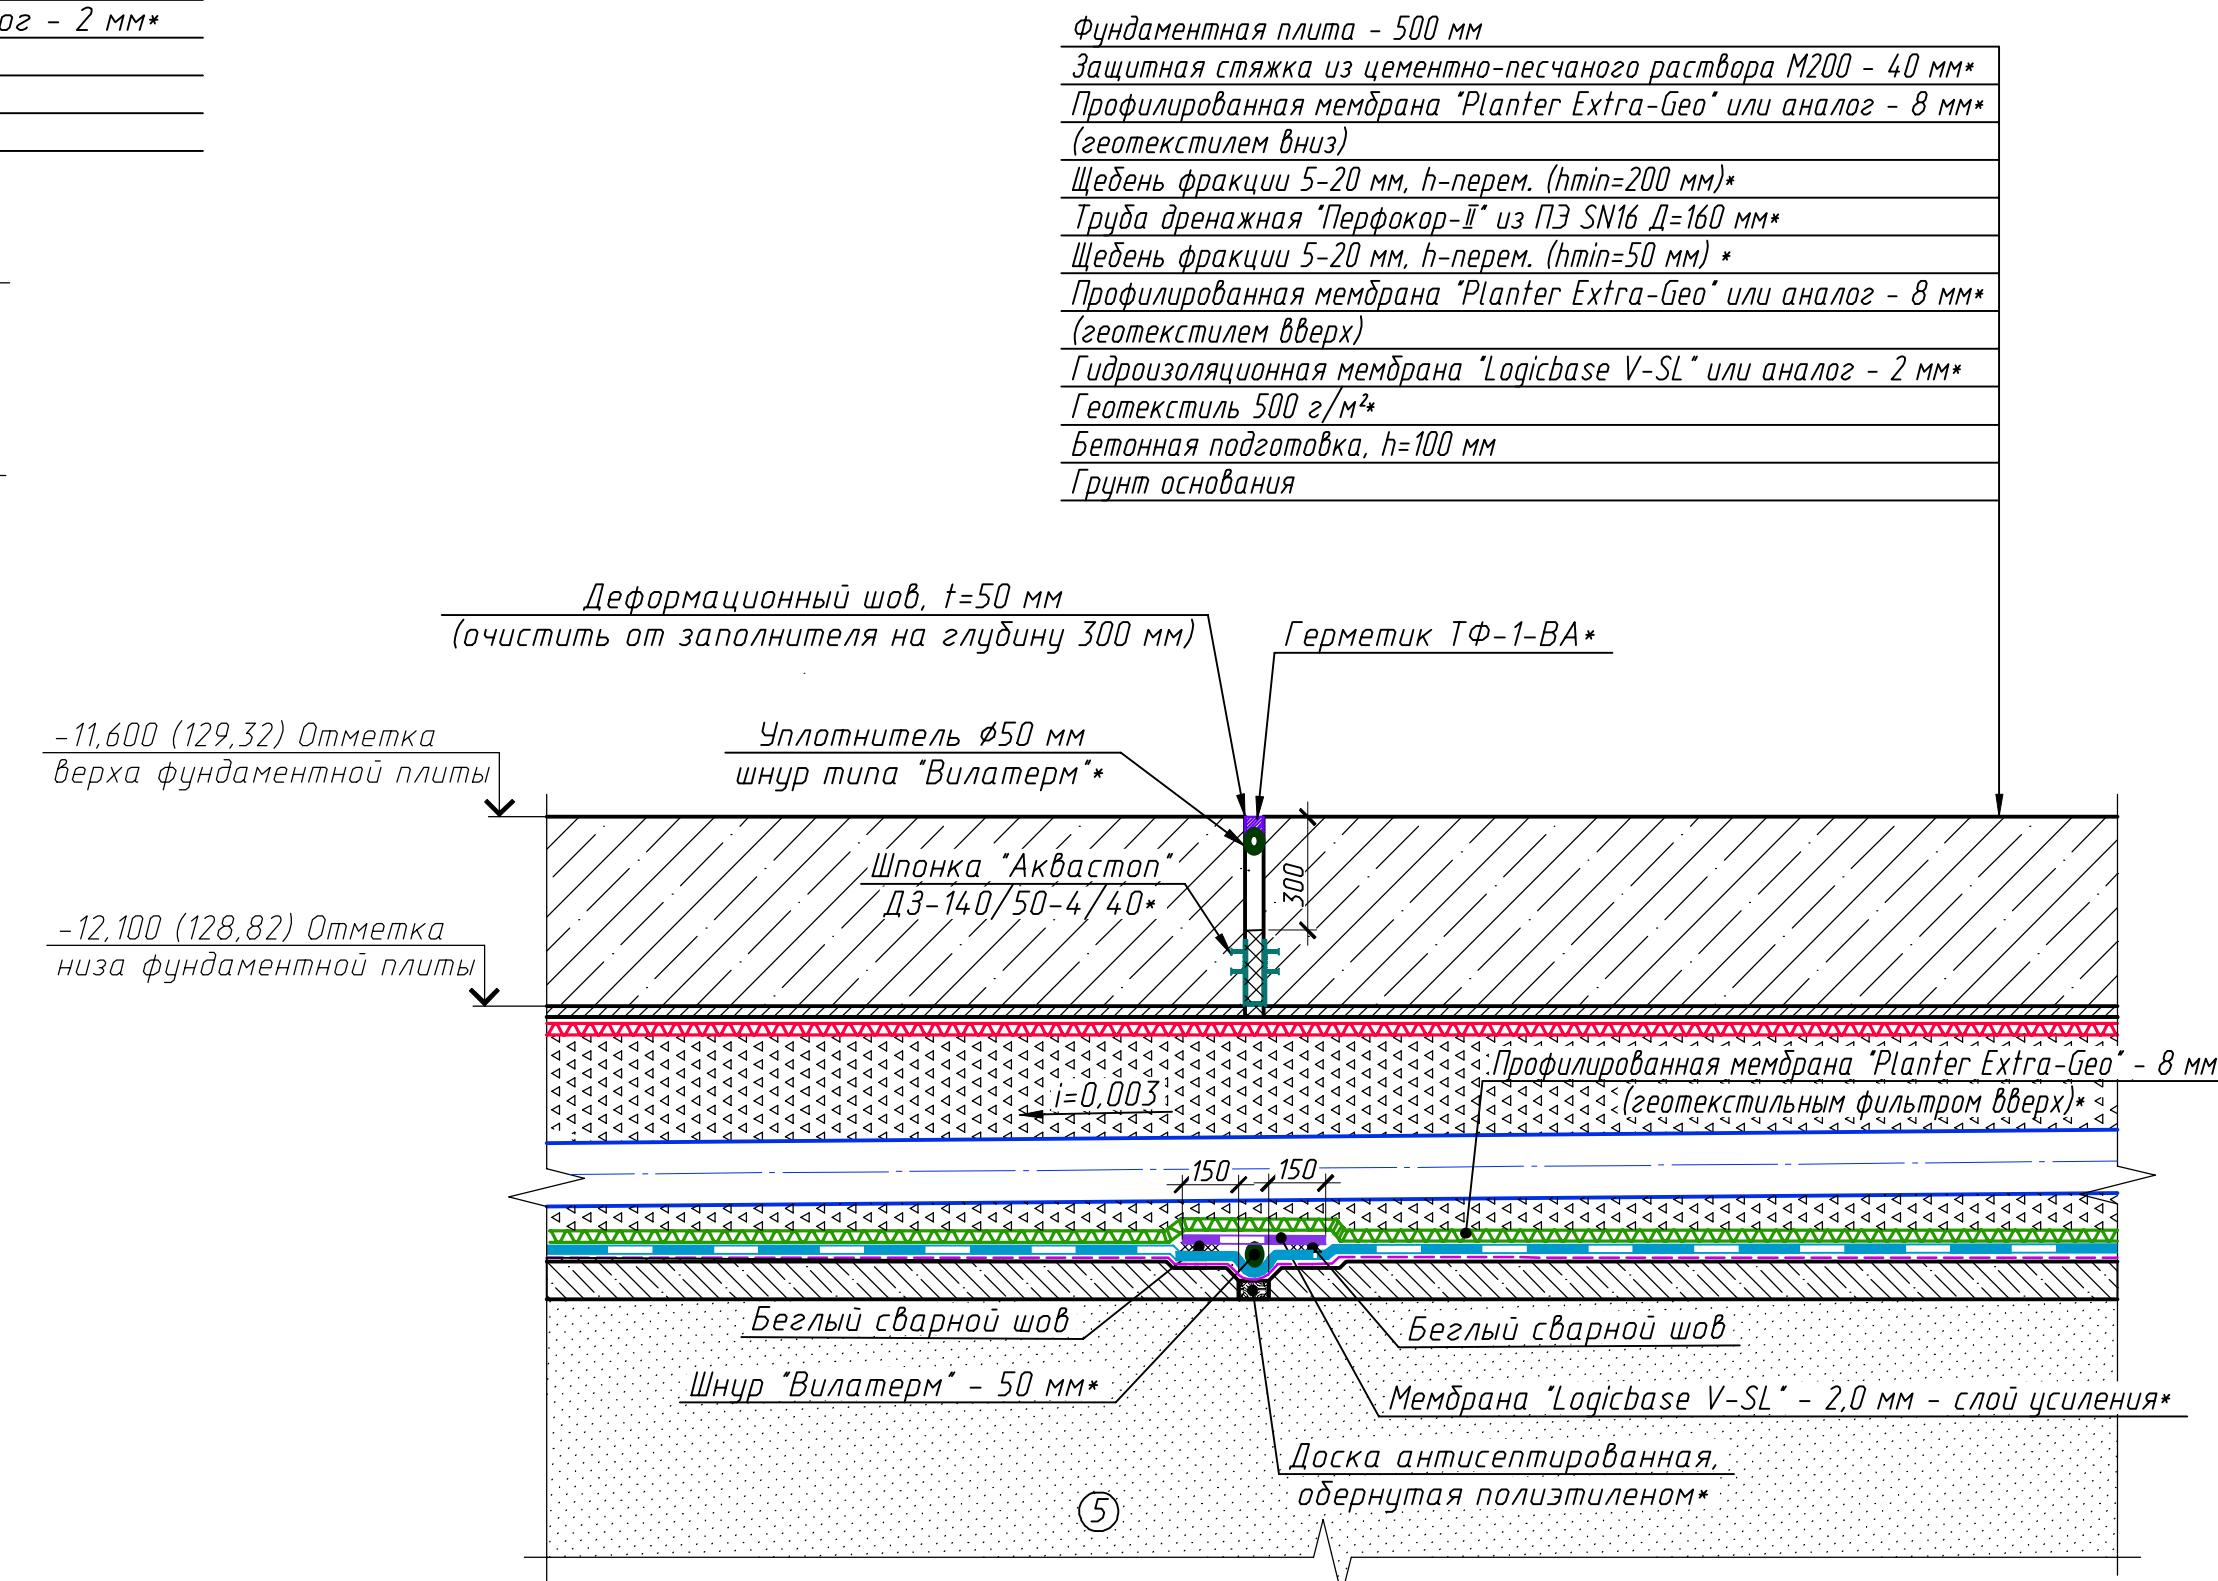 ог - 2 мм*
Фундаментная плита - 500 мм
Защитная стяжка из цементно-песчаного раствора М200 - 40 мм*
Профилированная мембрана "Planter Extra-Geo" или аналог - 8 мм*
(геотекстилем вниз)
Щебень фракции 5-20 мм, h-перем. (hmin=200 мм)*
Труба дренажная "Перфокор-II" из ПЭ SN16 Д=160 мм*
Щебень фракции 5-20 мм, h-перем. (hmin=50 мм) *
Профилированная мембрана "Planter Extra-Geo" или аналог - 8 мм*
(геотекстилем вверх)
Гидроизоляционная мембрана "Logicbase V-SL" или аналог - 2 мм*
Геотекстиль 500 г/м²*
Бетонная подготовка, h=100 мм
Грунт основания
Деформационный шов, t=50 мм
(очистить от заполнителя на глубину 300 мм)
Герметик ТФ-1-ВА*
-11,600 (129,32) Отметка
верха фундаментной плиты
Уплотнитель ø50 мм
шнур типа "Вилатерм"*
Шпонка "Аквастоп"
ДЗ-140/50-4/40*
300
-12,100 (128,82) Отметка
низа фундаментной плиты
Профилированная мембрана "Planter Extra-Geo" - 8 мм
(геотекстильным фильтром вверх)*
i=0,003
150
150
Беглый сварной шов
Беглый сварной шов
Шнур "Вилатерм" - 50 мм*
Мембрана "Logicbase V-SL" - 2,0 мм - слой усиления*
Доска антисептированная,
обернутая полиэтиленом*
5